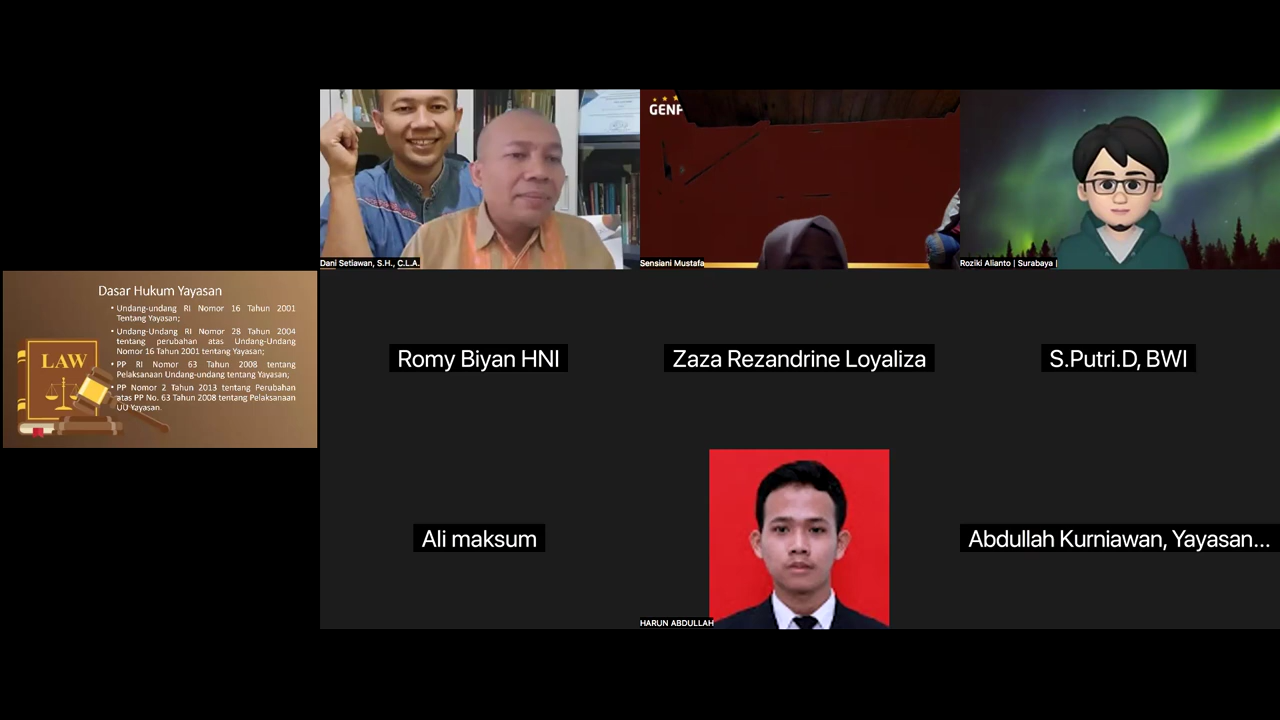 GENP
Dani Setiawan, S.H., C.L.A.
Sensiani Mustafa
Roziki Alianto | Surabaya |
Dasar Hukum Yayasan
• Undang-undang RI Nomor 16 Tahun 2001
Tentang Yayasan;
• Undang-Undang RI Nomor 28 Tahun 2004
tentang perubahan atas Undang-Undang
Nomor 16 Tahun 2001 tentang Yayasan;
• PP RI Nomor 63 Tahun 2008 tentang
Pelaksanaan Undang-undang tentang Yayasan;
• PP Nomor 2 Tahun 2013 tentang Perubahan
atas PP No. 63 Tahun 2008 tentang Pelaksanaan
UU Yayasan.
LAW
Romy Biyan HNI
Zaza Rezandrine Loyaliza
S.Putri.D, BWI
Ali maksum
HARUN ABDULLAH
Abdullah Kurniawan, Yayasan...